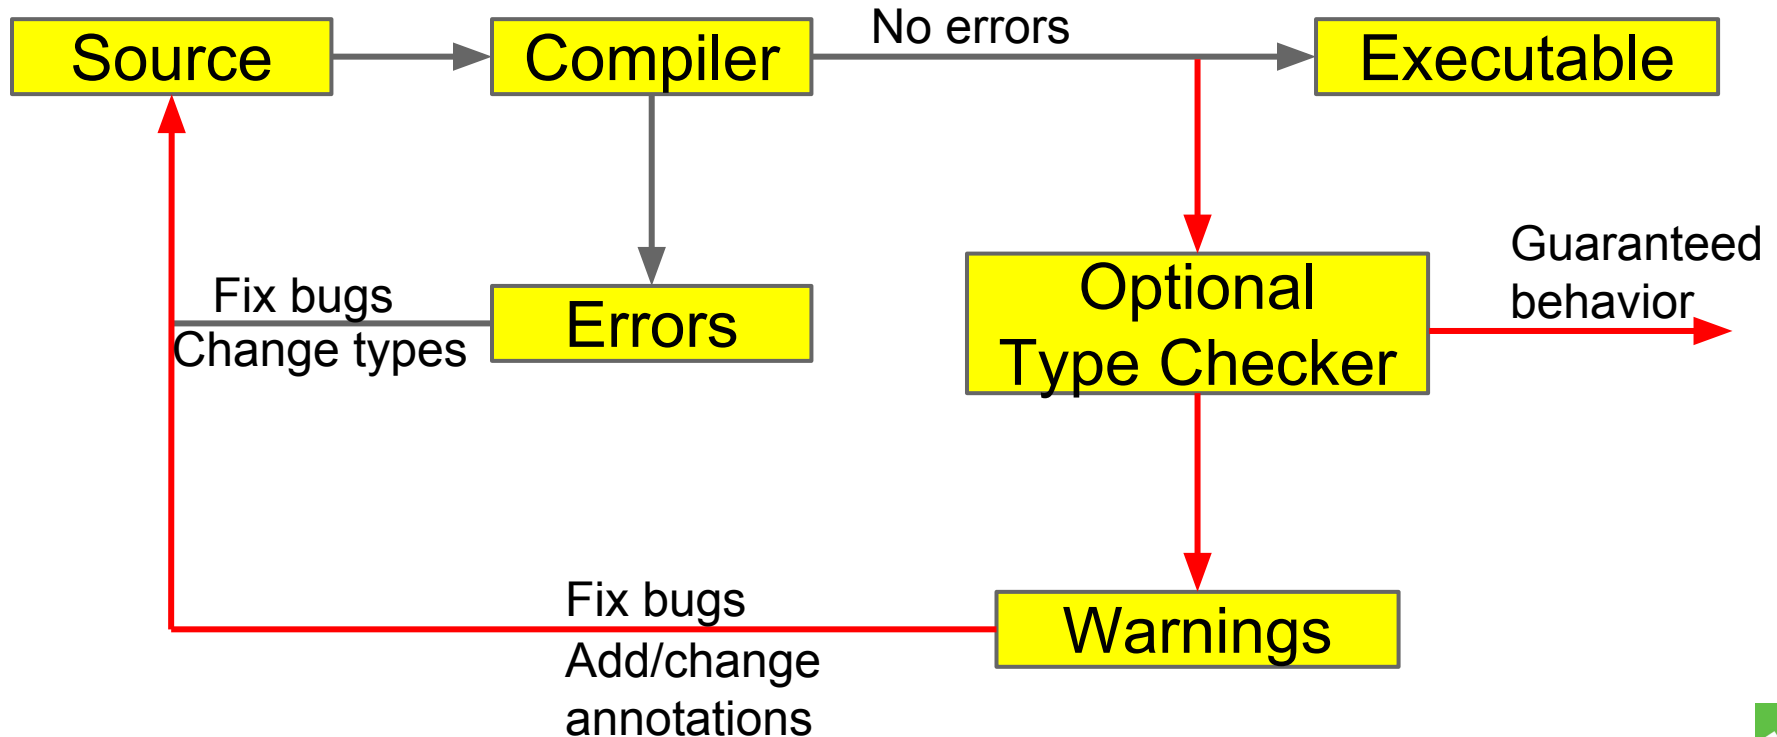 Source
Compiler
No errors
Executable
Guaranteed
behavior
Optional
Type Checker
Fix bugs
Change types
Errors
Fix bugs
Add/change
annotations
Warnings